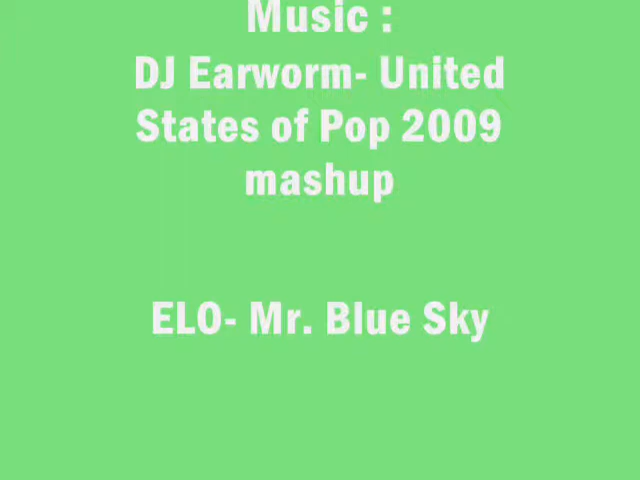 Music :
DJ Earworm- United
States of Pop 2009
mashup
ELO- Mr. Blue Sky